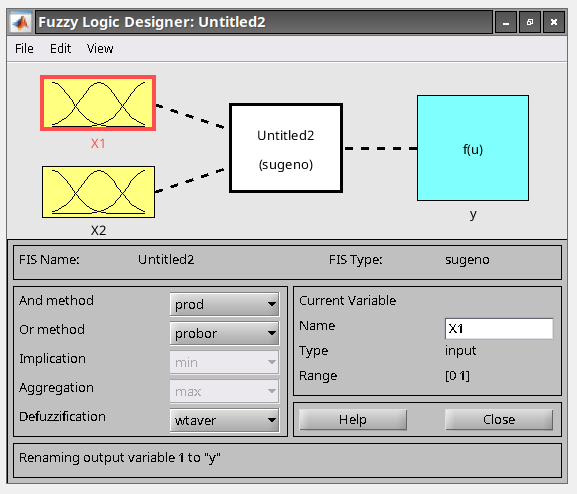 Fuzzy Logic Designer: Untitled2
File Edit View
X1
X2
Untitled2
(sugeno)
f(u)
y
FIS Name: Untitled2 FIS Type: sugeno
And method prod
Or method probor
Implication min
Aggregation max
Defuzzification wtaver
Current Variable
Name X1
Type input
Range [0 1]
Help Close
Renaming output variable 1 to "y"